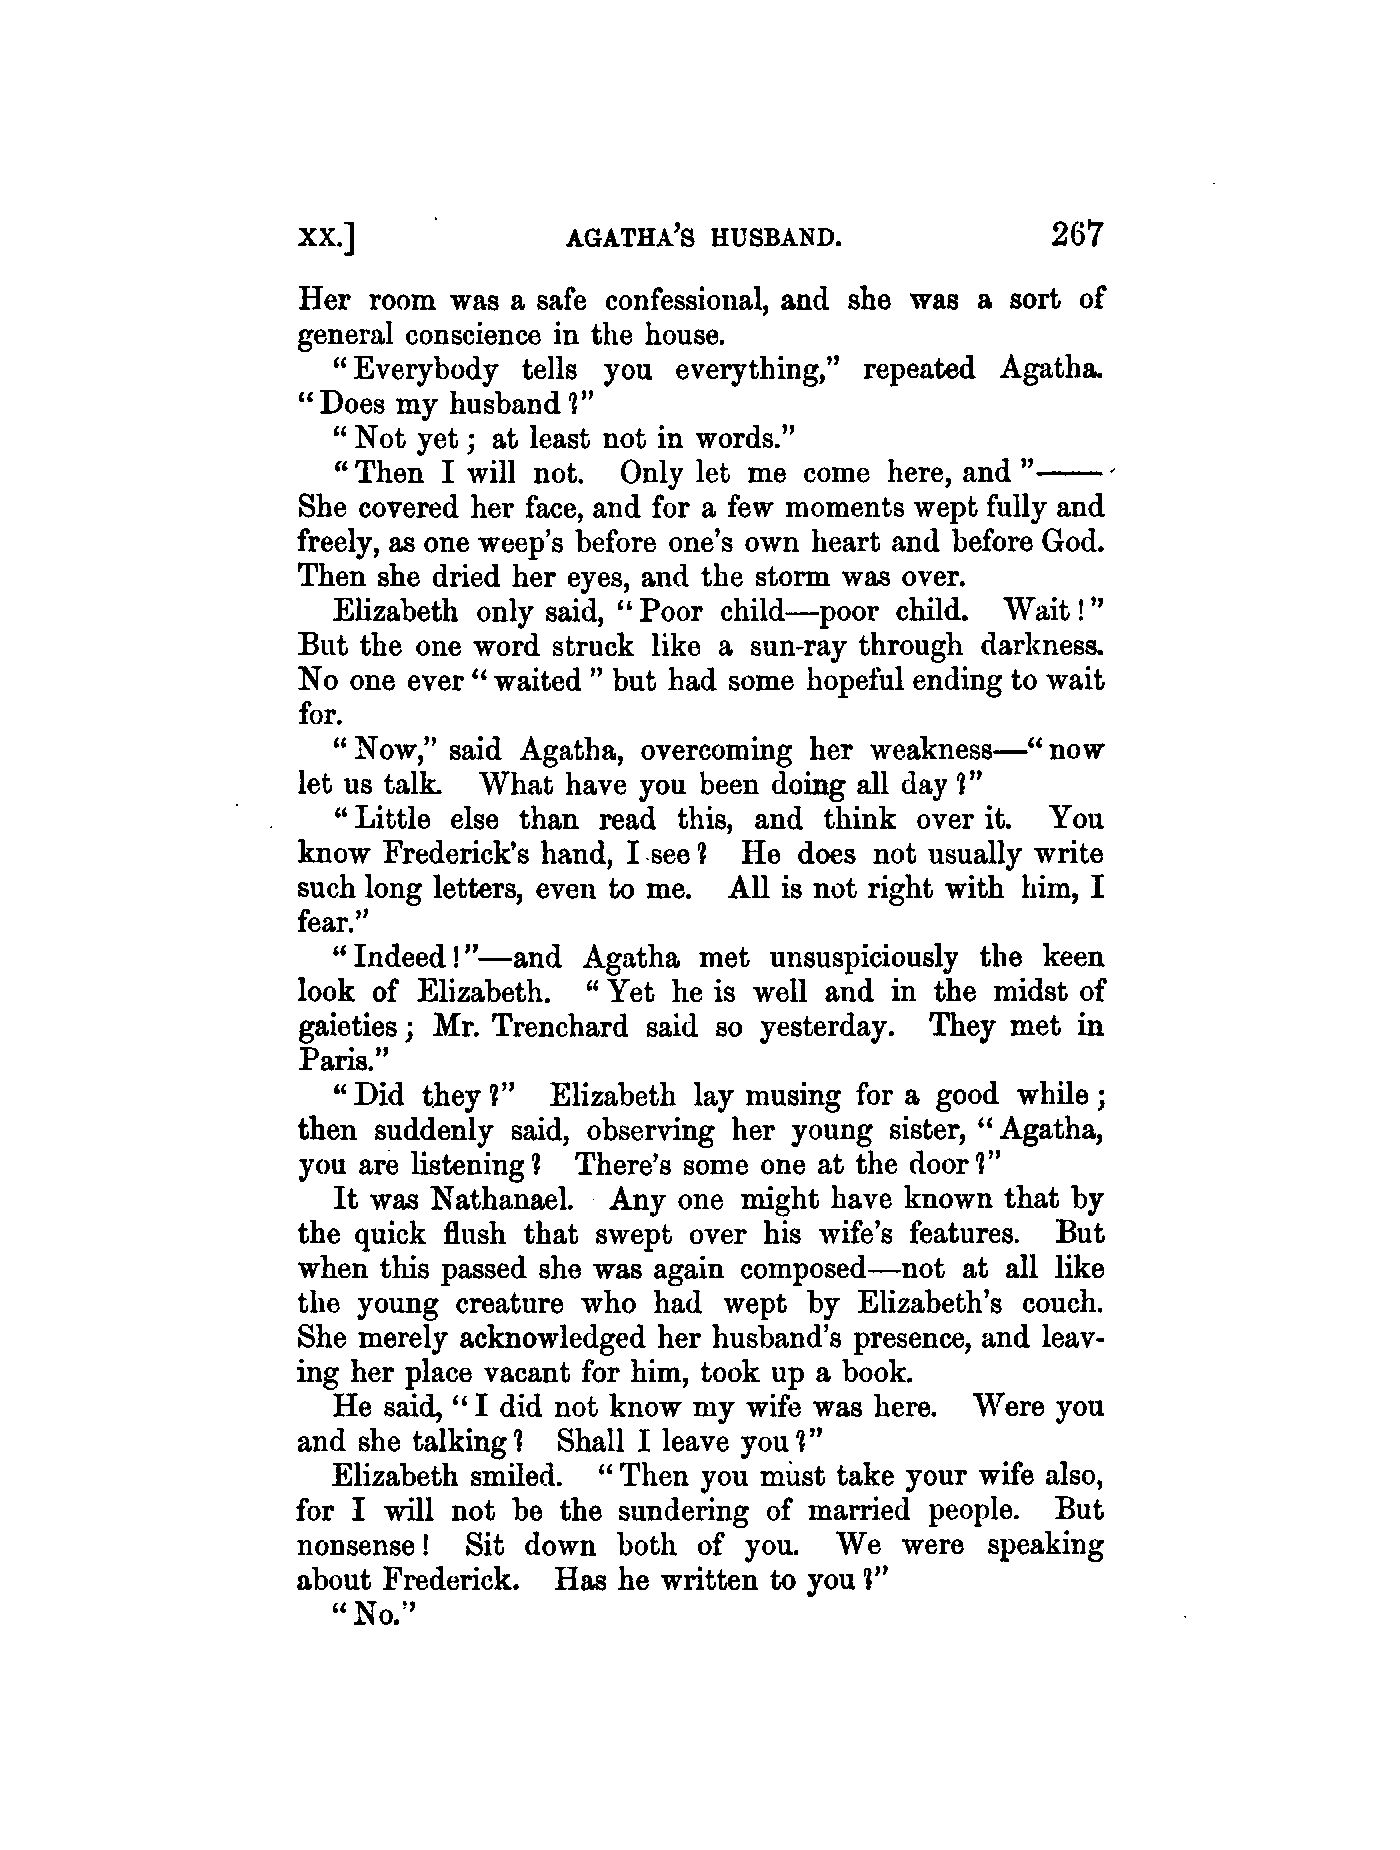 XX.] AGATHA'S HUSBAND. 267
Her room was a safe confessional, and she was a sort of
general conscience in the house.
"Everybody tells you everything," repeated Agatha.
"Does my husband?"
"Not yet; at least not in words."
"Then I will not. Only let me come here, and "——
She covered her face, and for a few moments wept fully and
freely, as one weep's before one's own heart and before God.
Then she dried her eyes, and the storm was over.
Elizabeth only said, "Poor child—poor child. Wait!"
But the one word struck like a sun-ray through darkness.
No one ever "waited" but had some hopeful ending to wait
for.
"Now," said Agatha, overcoming her weakness—"now
let us talk. What have you been doing all day?"
"Little else than read this, and think over it. You
know Frederick's hand, I see? He does not usually write
such long letters, even to me. All is not right with him, I
fear."
"Indeed!"—and Agatha met unsuspiciously the keen
look of Elizabeth. "Yet he is well and in the midst of
gaieties; Mr. Trenchard said so yesterday. They met in
Paris."
"Did they?" Elizabeth lay musing for a good while;
then suddenly said, observing her young sister, "Agatha,
you are listening? There's some one at the door?"
It was Nathanael. Any one might have known that by
the quick flush that swept over his wife's features. But
when this passed she was again composed—not at all like
the young creature who had wept by Elizabeth's couch.
She merely acknowledged her husband's presence, and leav-
ing her place vacant for him, took up a book.
He said, "I did not know my wife was here. Were you
and she talking? Shall I leave you?"
Elizabeth smiled. "Then you must take your wife also,
for I will not be the sundering of married people. But
nonsense! Sit down both of you. We were speaking
about Frederick. Has he written to you?"
"No."